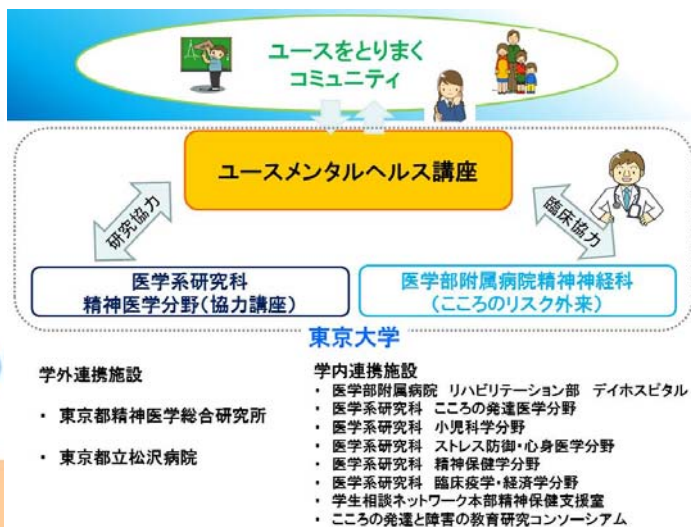 ユースをとりまく
コミュニティ
ユースメンタルヘルス講座
研究協力
臨床協力
医学系研究科
精神医学分野(協力講座)
医学部附属病院精神神経科
(こころのリスク外来)
東京大学
学外連携施設
・ 東京都精神医学総合研究所
・ 東京都立松沢病院
学内連携施設
・ 医学部附属病院 リハビリテーション部 デイホスピタル
・ 医学系研究科 こころの発達医学分野
・ 医学系研究科 小児科学分野
・ 医学系研究科 ストレス防御・心身医学分野
・ 医学系研究科 精神保健学分野
・ 医学系研究科 臨床疫学・経済学分野
・ 学生相談ネットワーク本部精神保健支援室
・ こころの発達と障害の教育研究コンソーシアム